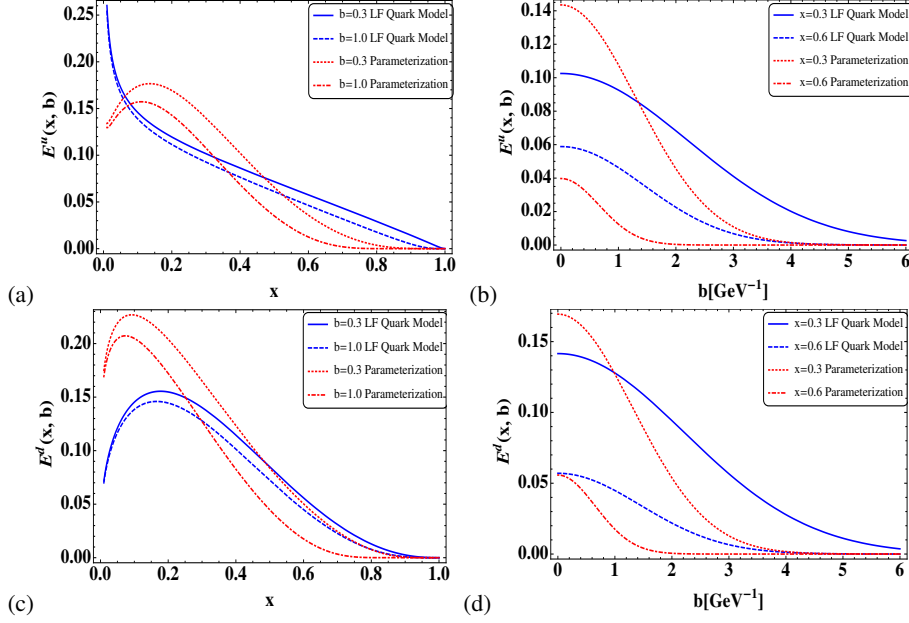 b=0.3 LF Quark Model
b=1.0 LF Quark Model
b=0.3 Parameterization
b=1.0 Parameterization
E^u(x, b)
0.25
0.20
0.15
0.10
0.05
0.00
0.0 0.2 0.4 0.6 0.8 1.0
x
(a)
x=0.3 LF Quark Model
x=0.6 LF Quark Model
x=0.3 Parameterization
x=0.6 Parameterization
E^u(x, b)
0.14
0.12
0.10
0.08
0.06
0.04
0.02
0.00
0 1 2 3 4 5 6
b[GeV^{-1}]
(b)
b=0.3 LF Quark Model
b=1.0 LF Quark Model
b=0.3 Parameterization
b=1.0 Parameterization
E^d(x, b)
0.20
0.15
0.10
0.05
0.00
0.0 0.2 0.4 0.6 0.8 1.0
x
(c)
x=0.3 LF Quark Model
x=0.6 LF Quark Model
x=0.3 Parameterization
x=0.6 Parameterization
E^d(x, b)
0.15
0.10
0.05
0.00
0 1 2 3 4 5 6
b[GeV^{-1}]
(d)